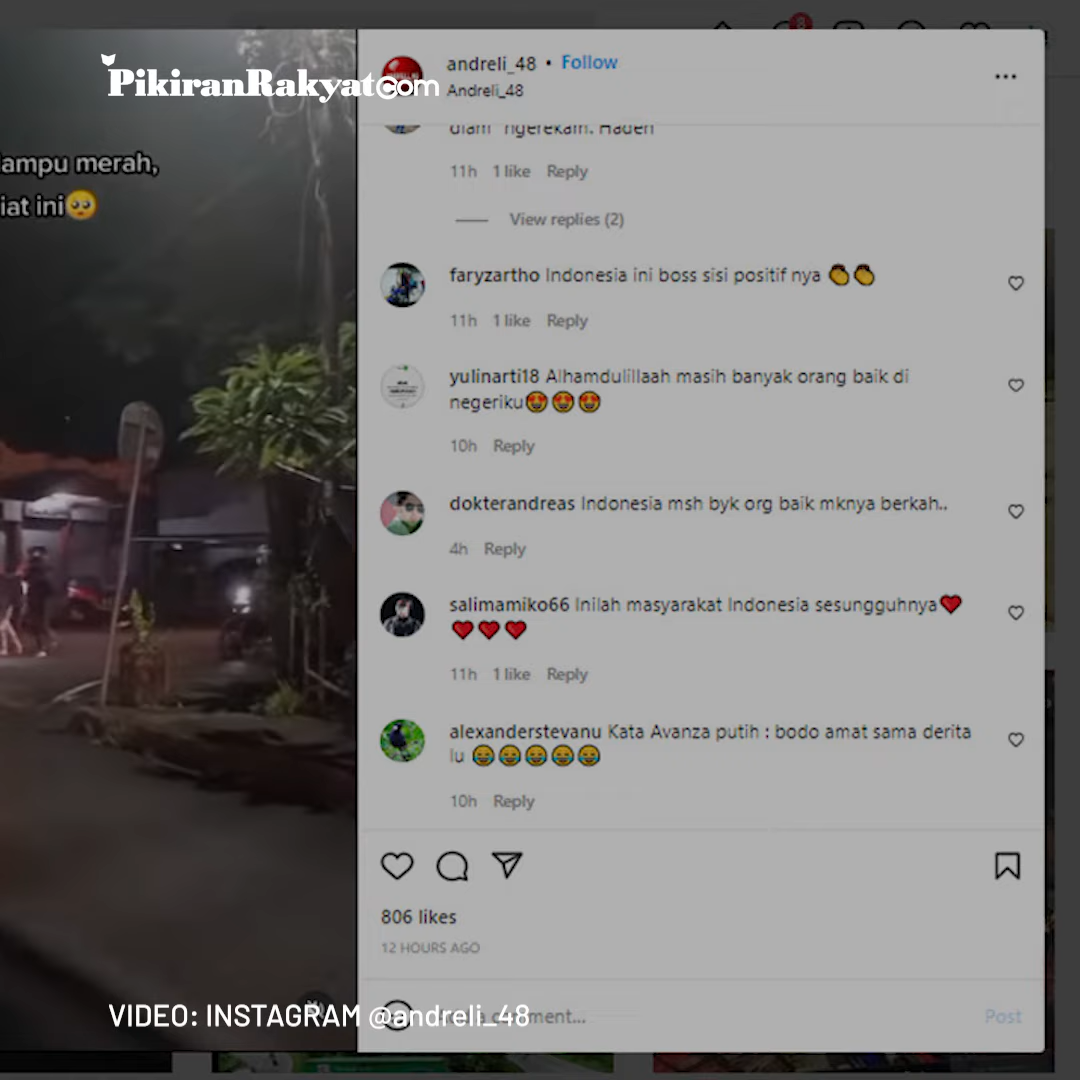 PikiranRakyat.com
andreli_48 • Follow
Andreli_48
ampu merah,
iat ini🥺
diam" ngerekam. Hadeh
11h 1 like Reply
View replies (2)
faryzartho Indonesia ini boss sisi positif nya 👏👏
11h 1 like Reply
yulinarti18 Alhamdulillaah masih banyak orang baik di
negeriku😍😍😍
10h Reply
dokterandreas Indonesia msh byk org baik mknya berkah..
4h Reply
salimamiko66 Inilah masyarakat Indonesia sesungguhnya❤️
❤️❤️❤️
11h 1 like Reply
alexanderstevanu Kata Avanza putih : bodo amat sama derita
lu 😂😂😂😂😂
10h Reply
806 likes
12 HOURS AGO
VIDEO: INSTAGRAM @andreli_48
Post